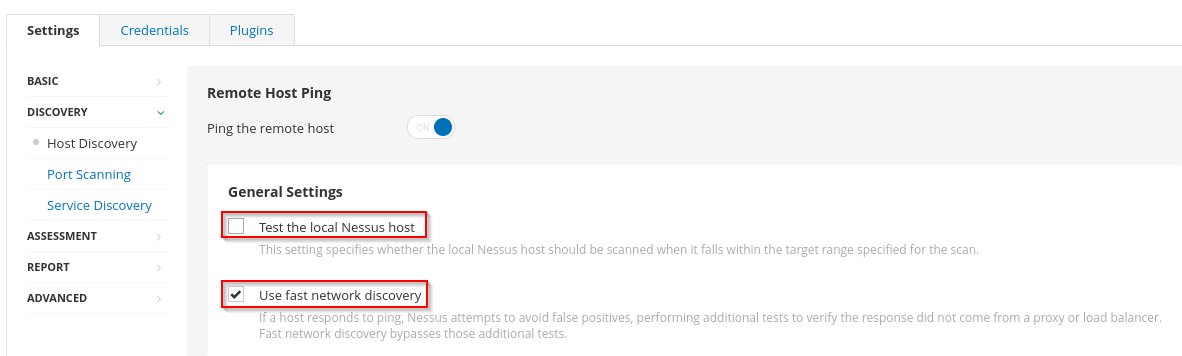 Settings
Credentials
Plugins
BASIC
DISCOVERY
Host Discovery
Port Scanning
Service Discovery
ASSESSMENT
REPORT
ADVANCED
Remote Host Ping
Ping the remote host
ON
General Settings
Test the local Nessus host
This setting specifies whether the local Nessus host should be scanned when it falls within the target range specified for the scan.
Use fast network discovery
If a host responds to ping, Nessus attempts to avoid false positives, performing additional tests to verify the response did not come from a proxy or load balancer.
Fast network discovery bypasses those additional tests.